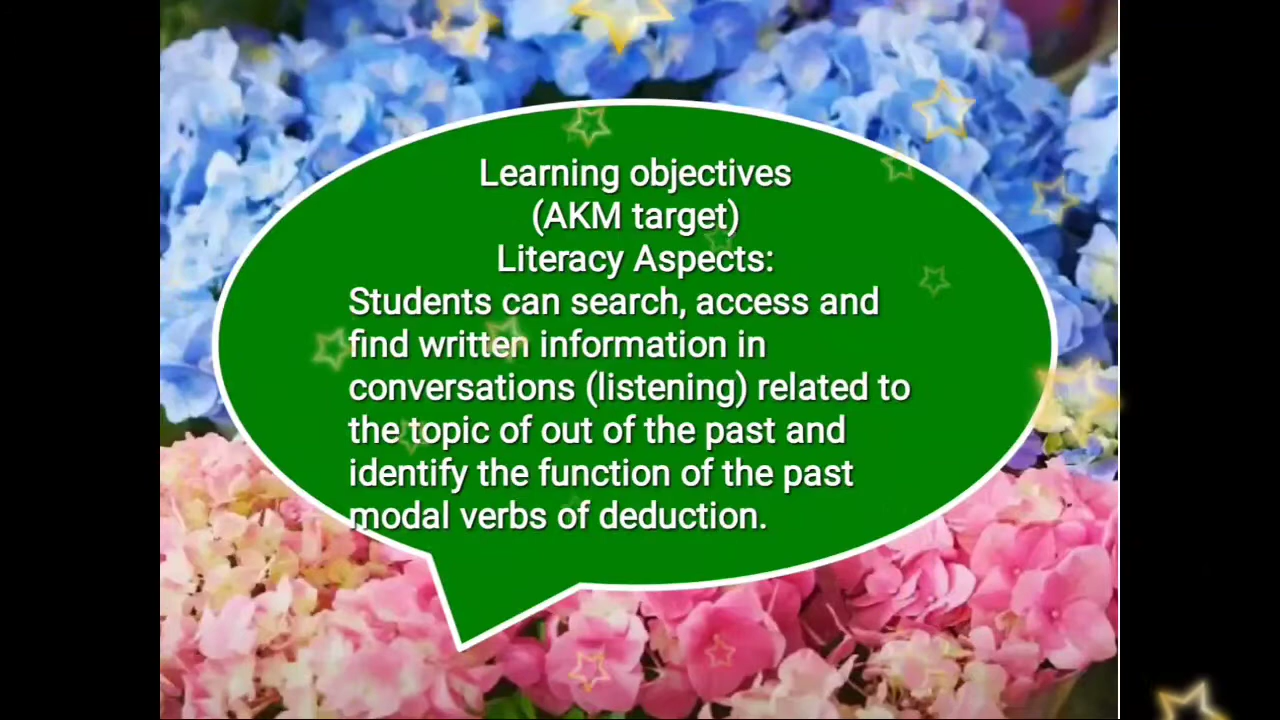 Learning objectives
(AKM target)
Literacy Aspects:
Students can search, access and
find written information in
conversations (listening) related to
the topic of out of the past and
identify the function of the past
modal verbs of deduction.